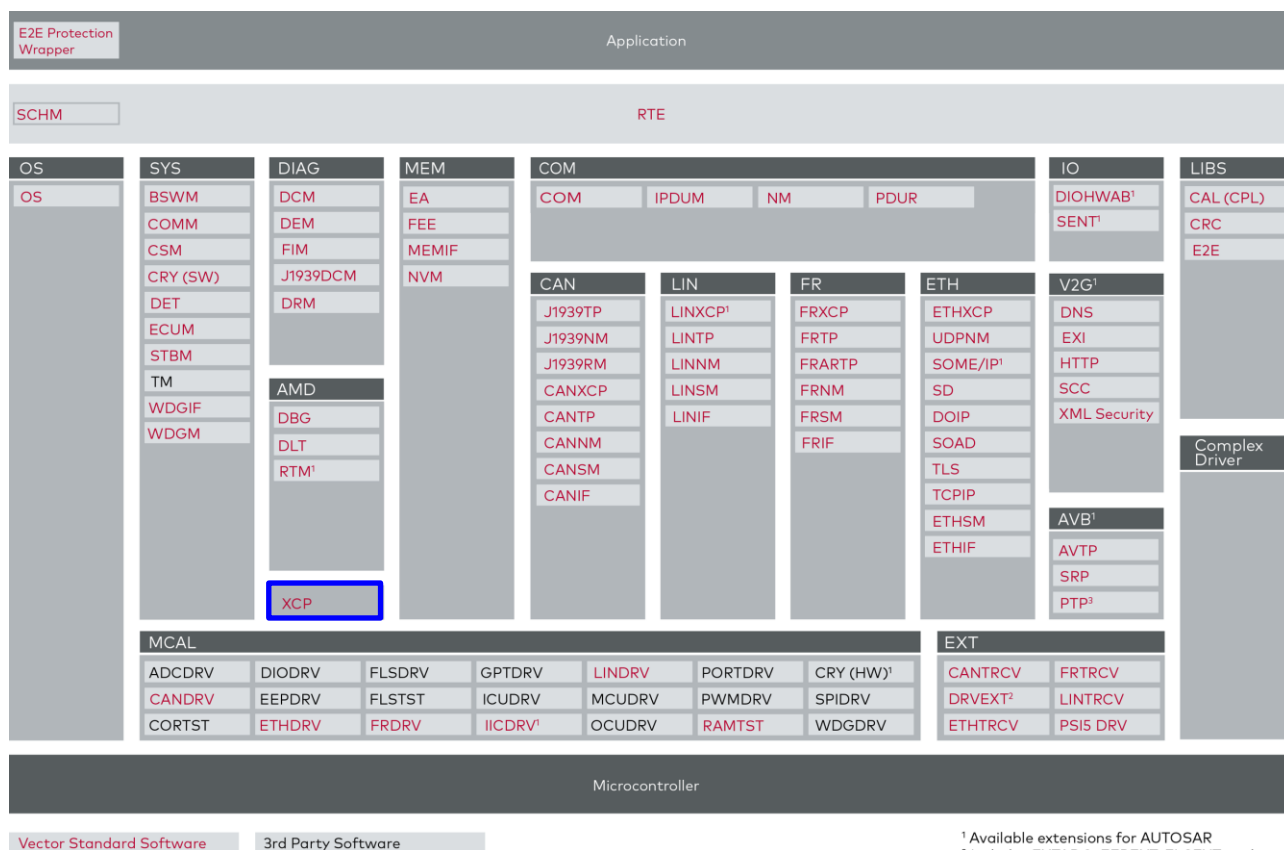 E2E Protection
Wrapper
Application
SCHM
RTE
OS
OS
SYS
BSWM
COMM
CSM
CRY (SW)
DET
ECUM
STBM
TM
WDGIF
WDGM
DIAG
DCM
DEM
FIM
J1939DCM
DRM
AMD
DBG
DLT
RTM¹
XCP
MEM
EA
FEE
MEMIF
NVM
COM
COM IPDUM NM PDUR
CAN
J1939TP
J1939NM
J1939RM
CANXCP
CANTP
CANNM
CANSM
CANIF
LIN
LINXCP¹
LINTP
LINNM
LINSM
LINIF
FR
FRXCP
FRTP
FRARTP
FRNM
FRSM
FRIF
ETH
ETHXCP
UDPNM
SOME/IP¹
SD
DOIP
SOAD
TLS
TCPIP
ETHSM
ETHIF
IO
DIOHWAB¹
SENT¹
V2G¹
DNS
EXI
HTTP
SCC
XML Security
AVB¹
AVTP
SRP
PTP³
LIBS
CAL (CPL)
CRC
E2E
Complex
Driver
MCAL
ADCDRV DIODRV FLSDRV GPTDRV LINDRV PORTDRV CRY (HW)¹
CANDRV EEPDRV FLSTST ICUDRV MCUDRV PWMDRV SPIDRV
CORTST ETHDRV FRDRV IICDRV¹ OCUDRV RAMTST WDGDRV
EXT
CANTRCV FRTRCV
DRVEXT² LINTRCV
ETHTRCV PSI5 DRV
Microcontroller
Vector Standard Software
3rd Party Software
¹ Available extensions for AUTOSAR